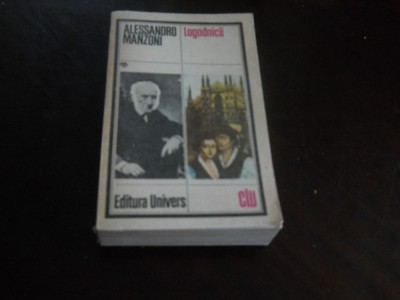 ALESSANDRO
MANZONI
Logodnicii
Editura Univers
clu